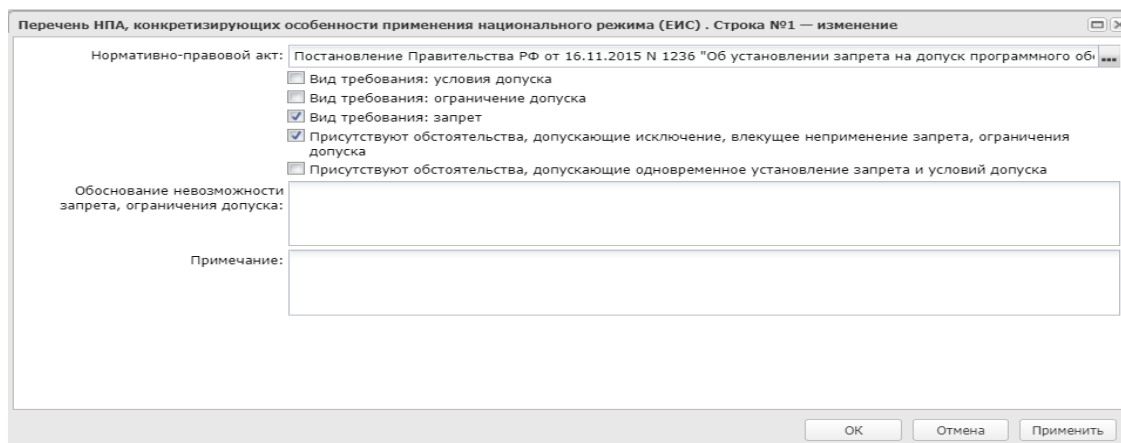 Перечень НПА, конкретизирующих особенности применения национального режима (ЕИС) . Строка №1 — изменение
Нормативно-правовой акт: Постановление Правительства РФ от 16.11.2015 N 1236 "Об установлении запрета на допуск программного
Вид требования: условия допуска
Вид требования: ограничение допуска
Вид требования: запрет
Присутствуют обстоятельства, допускающие исключение, влекущее неприменение запрета, ограничения
допуска
Присутствуют обстоятельства, допускающие одновременное установление запрета и условий допуска
Обоснование невозможности
запрета, ограничения допуска:
Примечание:
ОК Отмена Применить